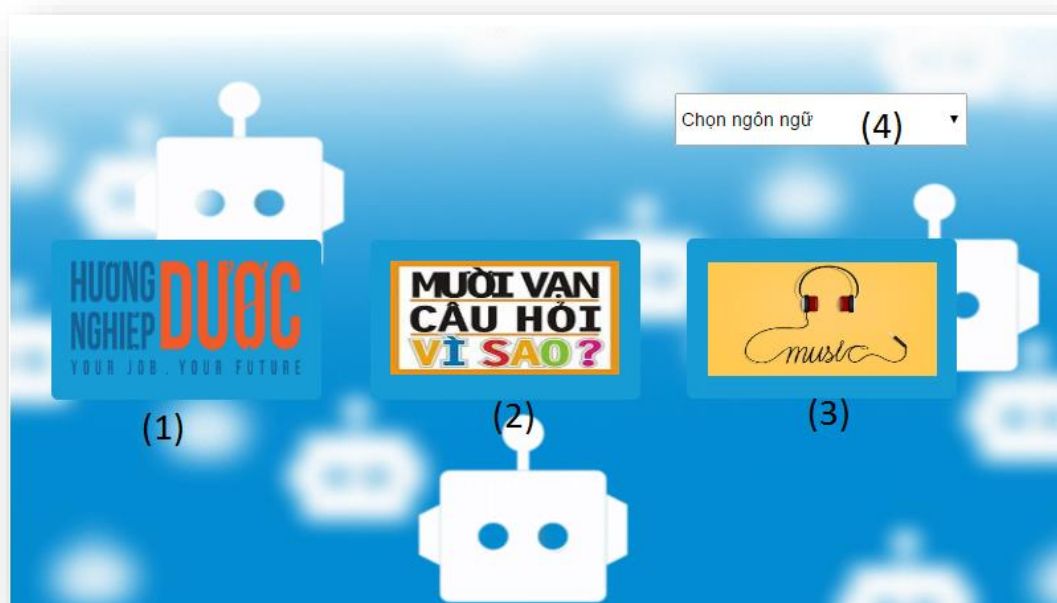 Chọn ngôn ngữ (4)
HƯỚNG NGHIỆP DƯỢC
YOUR JOB . YOUR FUTURE
(1)
MƯỜI VẠN
CÂU HỎI
VÌ SAO?
(2)
music
(3)